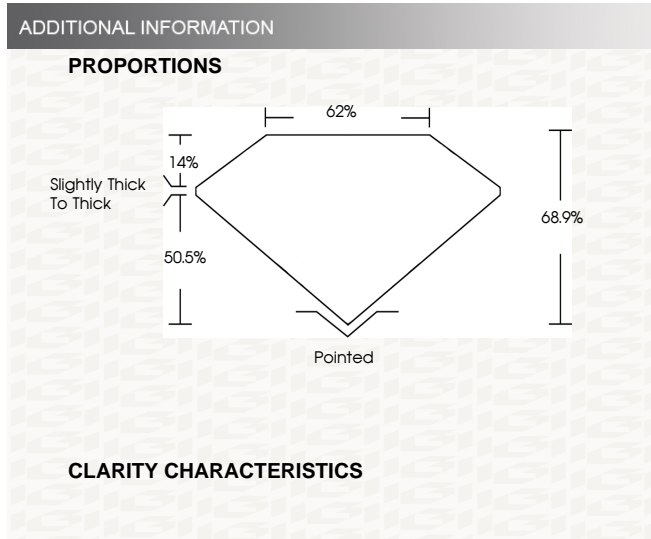 ADDITIONAL INFORMATION
PROPORTIONS
62%
14%
Slightly Thick
To Thick
68.9%
50.5%
Pointed
CLARITY CHARACTERISTICS